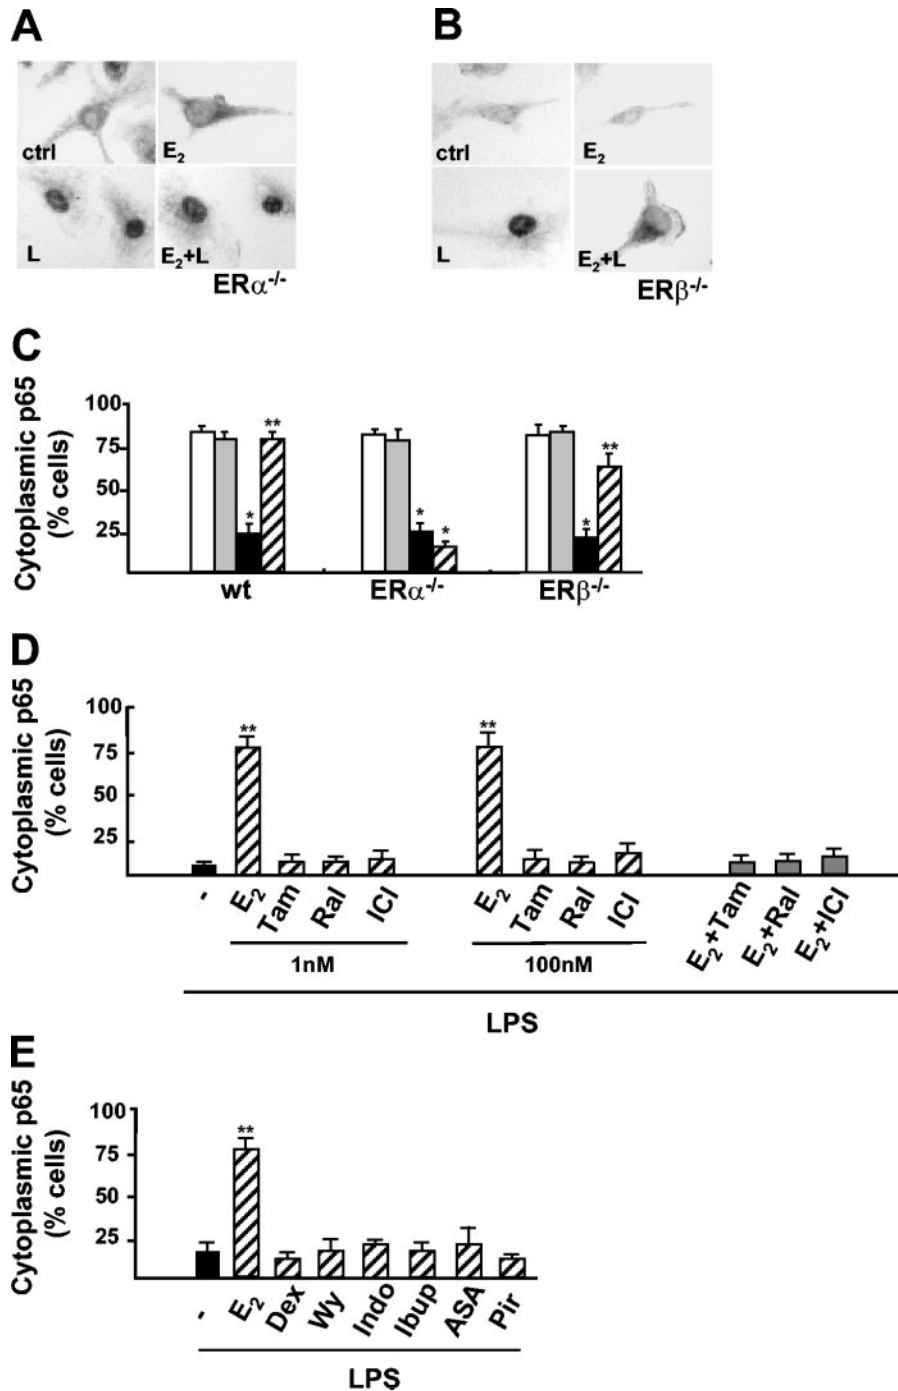 A
B
ctrl
E₂
ctrl
E₂
L
E₂+L
L
E₂+L
ERα⁻/⁻
ERβ⁻/⁻
C
Cytoplasmic p65
(% cells)
100
75
50
25
**
*
*
*
**
*
wt
ERα⁻/⁻
ERβ⁻/⁻
D
Cytoplasmic p65
(% cells)
100
75
50
25
**
**
-
E₂
Tam
Ral
ICI
E₂
Tam
Ral
ICI
E₂+Tam
E₂+Ral
E₂+ICI
1nM
100nM
LPS
E
Cytoplasmic p65
(% cells)
100
75
50
25
**
-
E₂
Dex
Wy
Indo
Ibup
ASA
Pir
LPS